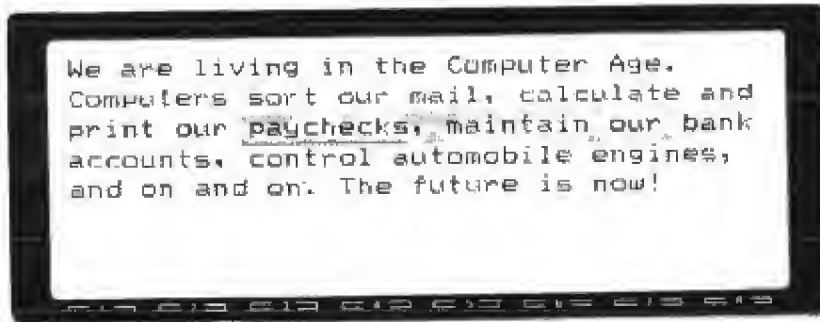 We are living in the Computer Age.
Computers sort our mail, calculate and
print our paychecks, maintain our bank
accounts, control automobile engines,
and on and on. The future is now!